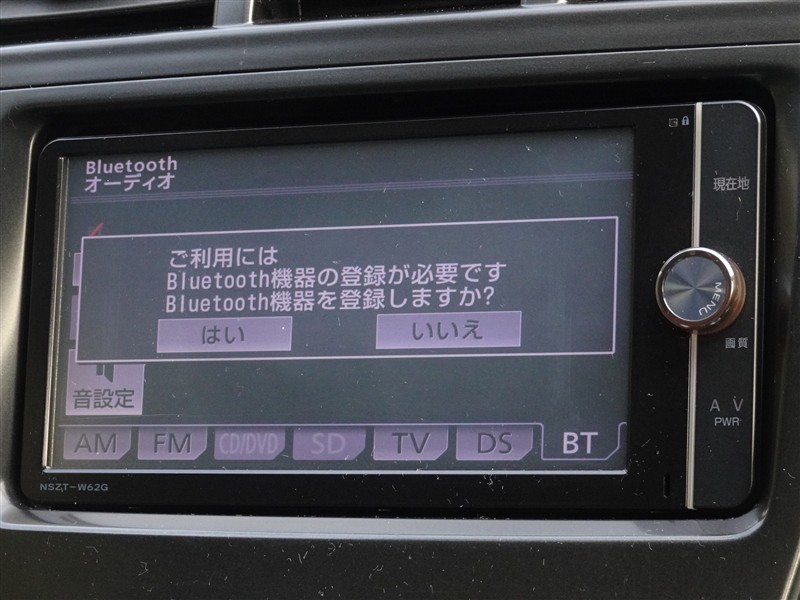 Bluetooth
オーディオ
ご利用には
Bluetooth機器の登録が必要です
Bluetooth機器を登録しますか?
はい いいえ
音設定
AM FM CD/DVD SD TV DS BT
NSZT-W62G
現在地
MENU
画質
A V
PWR